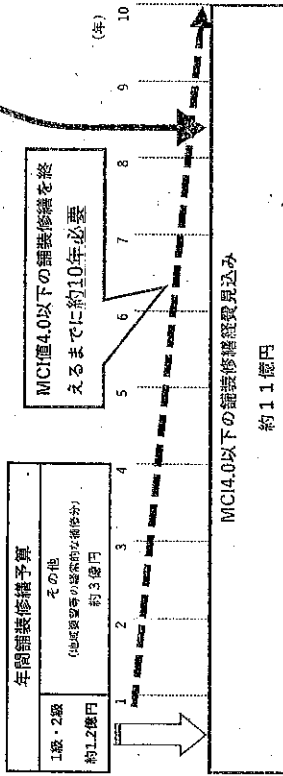 年間舗装修繕予算
1級・2級
約1.2億円
その他
(地域要望等の経常的な補修分)
約3億円
MCI値4.0以下の舗装修繕を終
えるまでに約10年必要
1 2 3 4 5 6 7 8 9 10
(年)
MCI4.0以下の舗装修繕経費見込み
約11億円